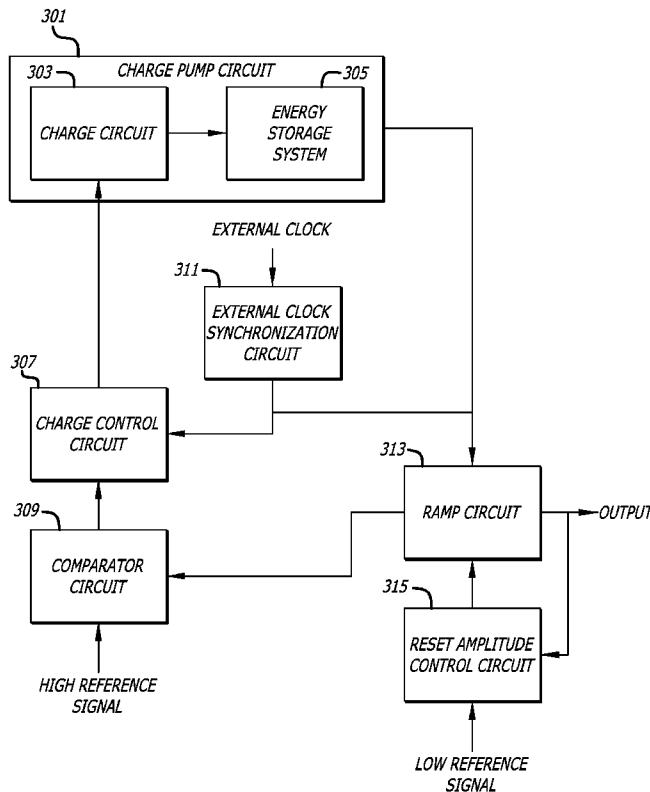 301
CHARGE PUMP CIRCUIT
303
305
CHARGE CIRCUIT
ENERGY
STORAGE
SYSTEM
EXTERNAL CLOCK
311
EXTERNAL CLOCK
SYNCHRONIZATION
CIRCUIT
307
CHARGE CONTROL
CIRCUIT
313
RAMP CIRCUIT
OUTPUT
309
COMPARATOR
CIRCUIT
315
RESET AMPLITUDE
CONTROL CIRCUIT
HIGH REFERENCE
SIGNAL
LOW REFERENCE
SIGNAL